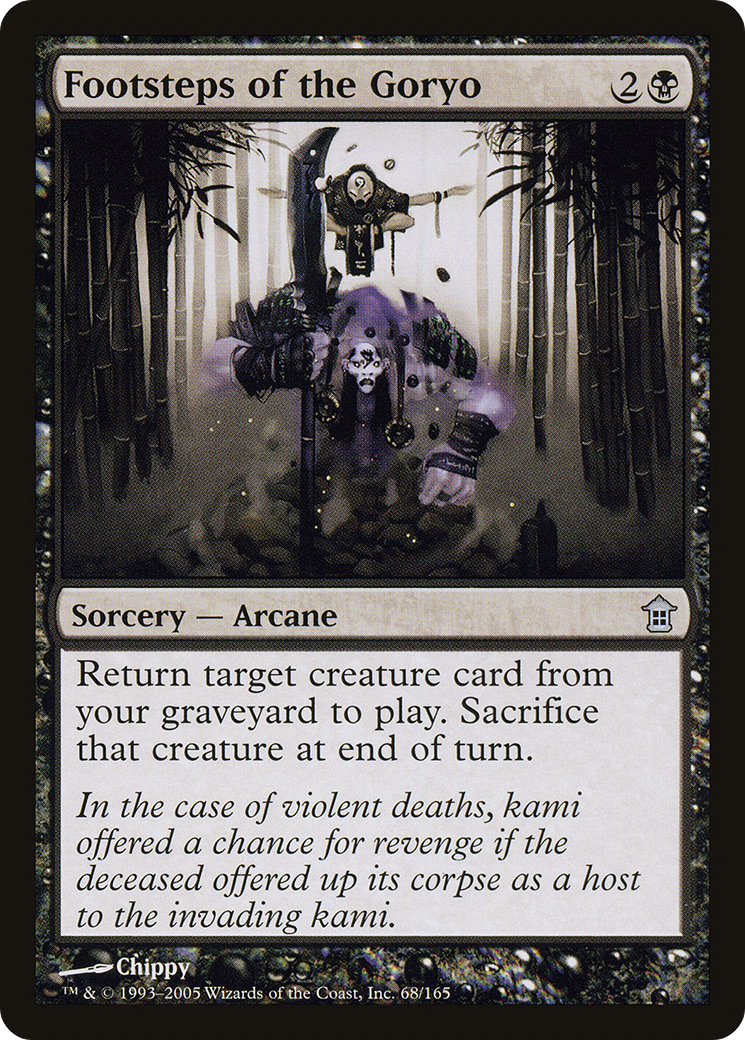 Footsteps of the Goryo 2
Sorcery — Arcane
Return target creature card from
your graveyard to play. Sacrifice
that creature at end of turn.
In the case of violent deaths, kami
offered a chance for revenge if the
deceased offered up its corpse as a host
to the invading kami.
Chippy
™ & © 1993–2005 Wizards of the Coast, Inc. 68/165